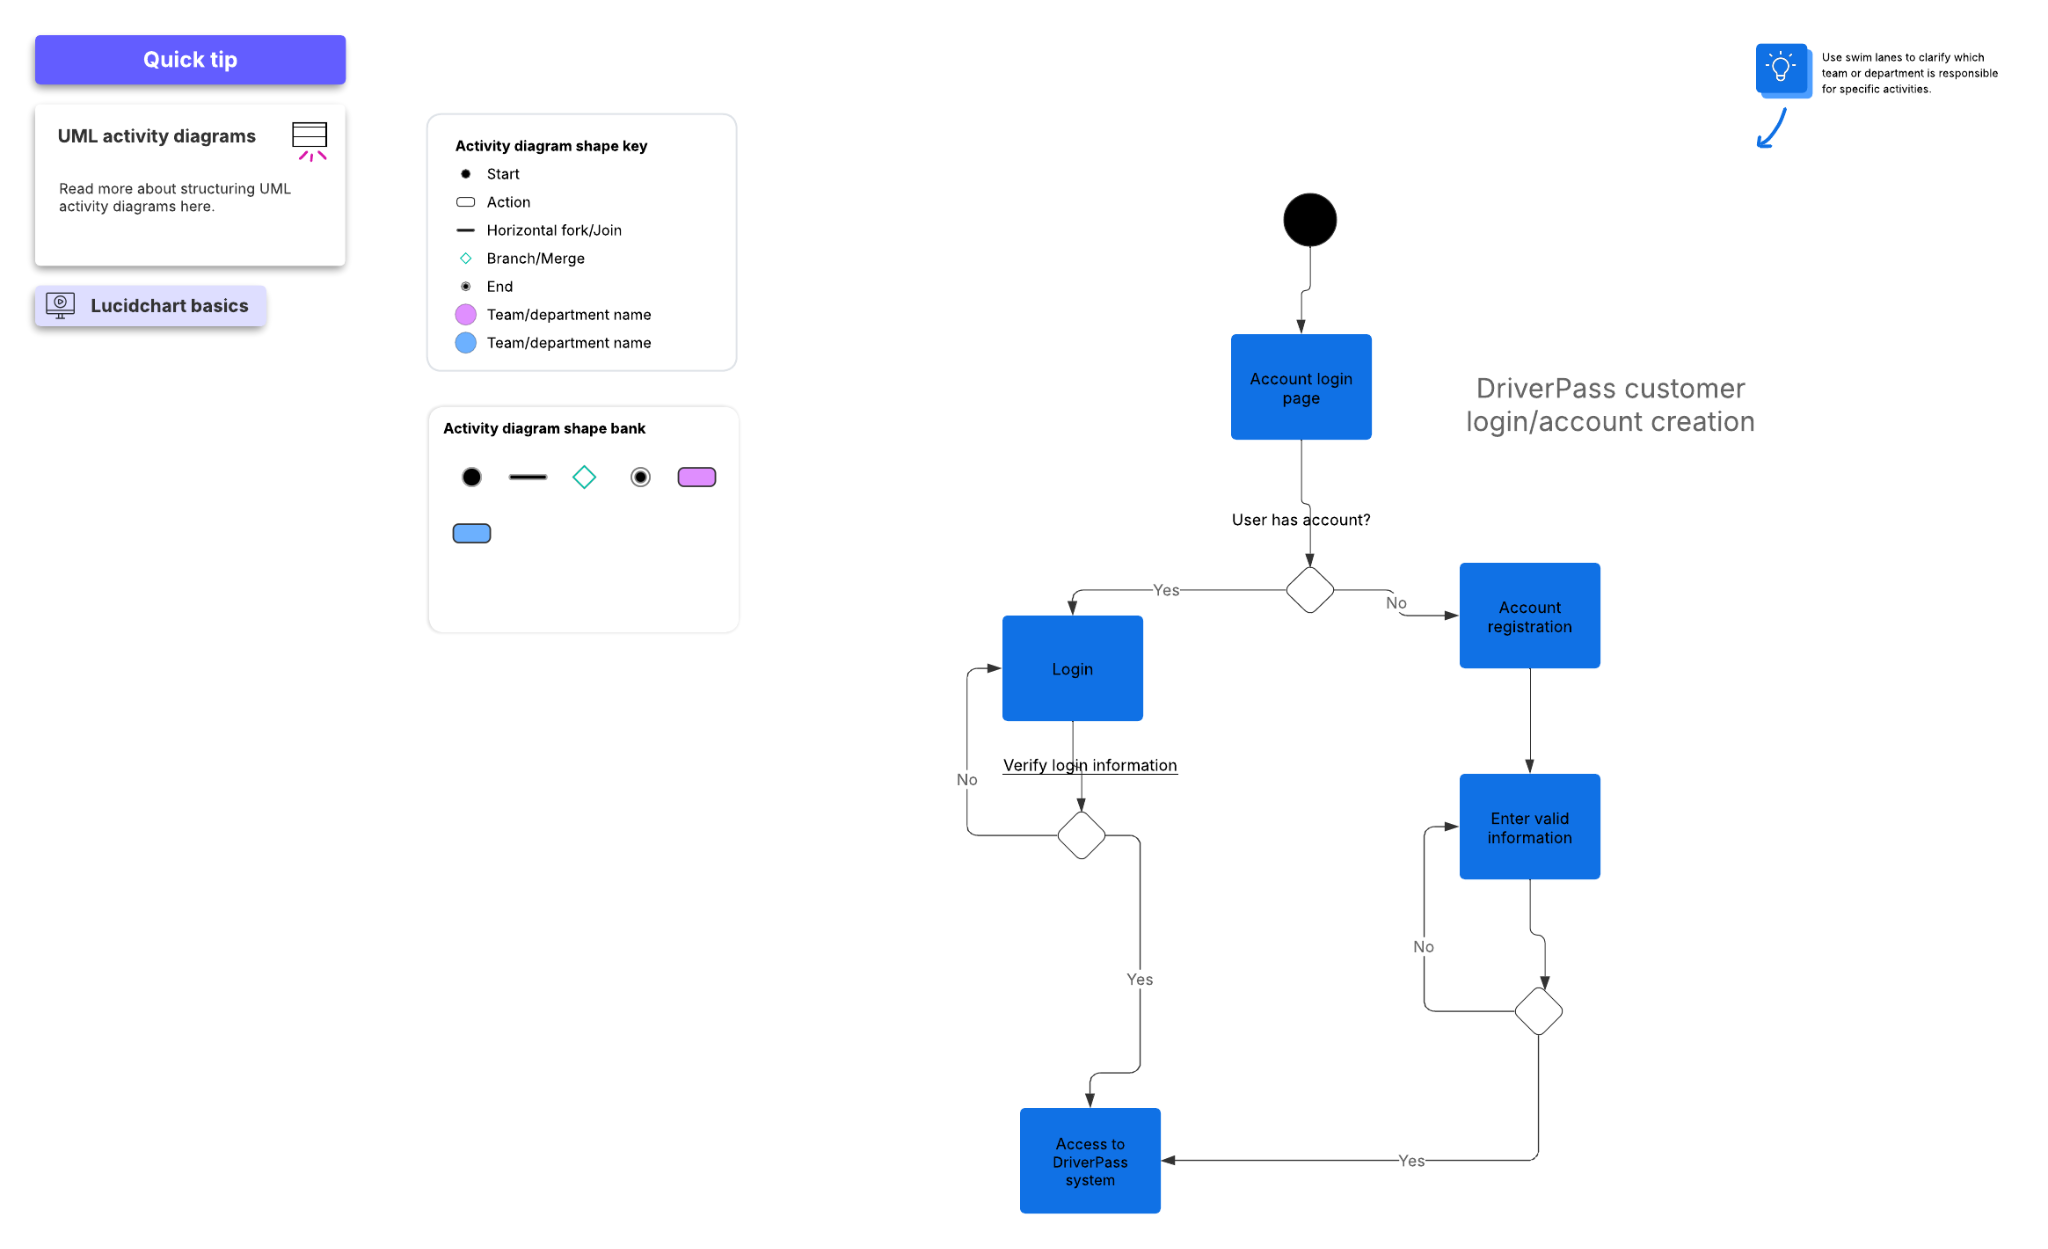 Quick tip
UML activity diagrams
Read more about structuring UML
activity diagrams here.
Lucidchart basics
Activity diagram shape key
Start
Action
Horizontal fork/Join
Branch/Merge
End
Team/department name
Team/department name
Activity diagram shape bank
Use swim lanes to clarify which
team or department is responsible
for specific activities.
DriverPass customer
login/account creation
Account login
page
User has account?
Yes
No
Login
Account
registration
Verify login information
No
Yes
Enter valid
information
No
Yes
Access to
DriverPass
system